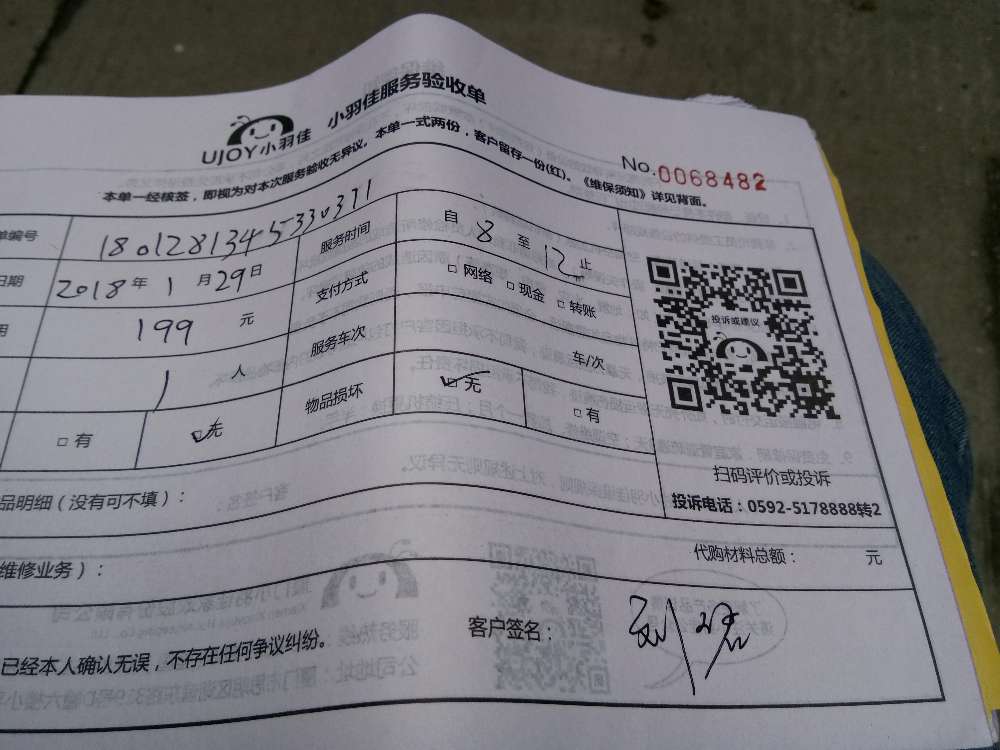 小羽佳服务验收单
UJOY小羽佳
No.0068482
本单一经核签，即视为对本次服务验收无异议。本单一式两份，客户留存一份(红)。《维保须知》详见背面。
单编号 1801281345330311 服务时间 自 8 至 12 止
日期 2018 年 1 月 29 日 支付方式 □ 网络 □ 现金 □ 转账
用 199 元 服务车次 车/次
1 人 物品损坏 ☑ 无 □ 有
□ 有 ☑ 无
投诉或建议
扫码评价或投诉
投诉电话：0592-5178888转2
品明细（没有可不填）：
代购材料总额： 元
维修业务）：
已经本人确认无误，不存在任何争议纠纷。
客户签名：